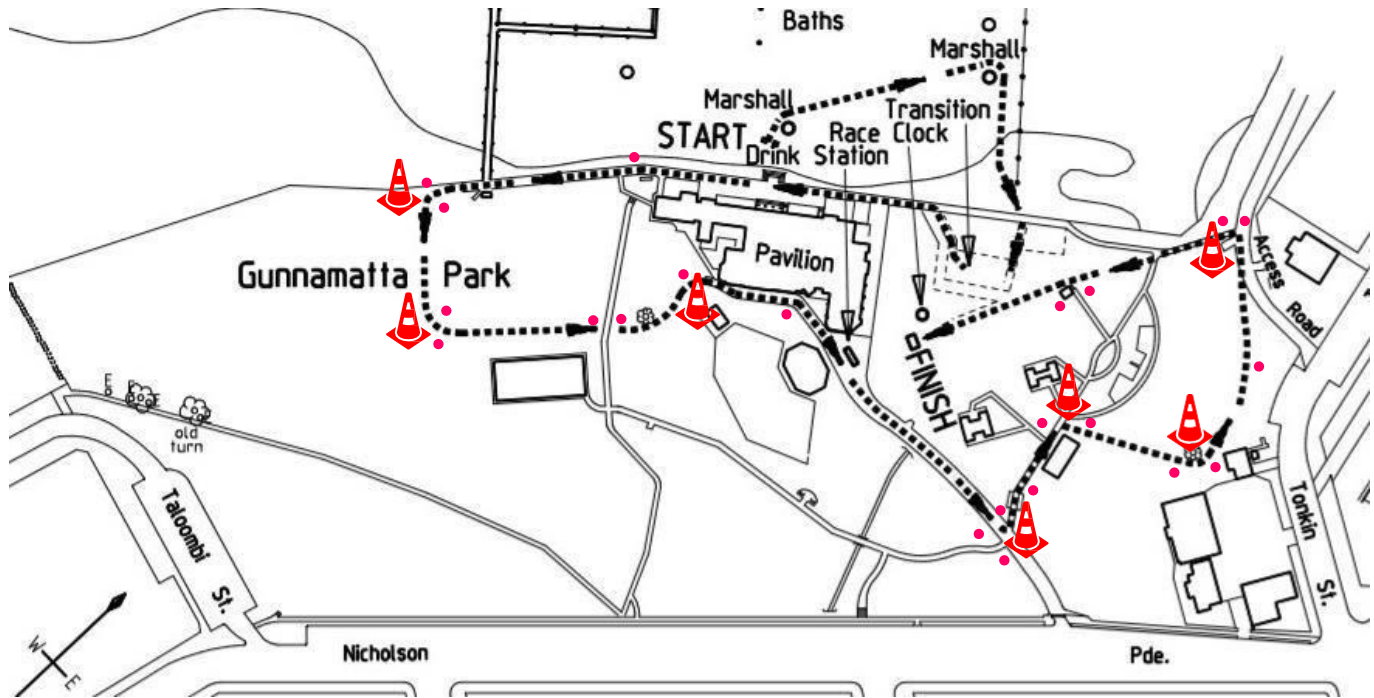 Baths
Marshall
Marshall
Transition
START
Race Clock
Drink Station
Access
Road
Pavilion
Gunnamatta Park
FINISH
E
E
E
old
turn
Taloombi
St.
Tonkin
St.
W
E
Nicholson
Pde.